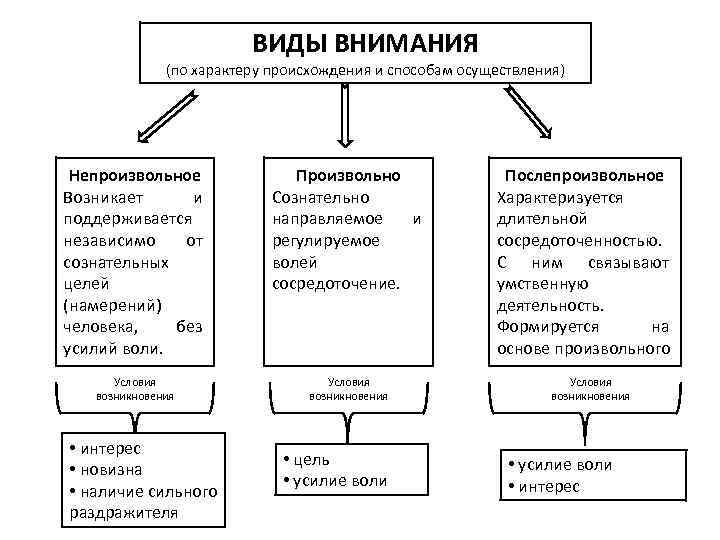 ВИДЫ ВНИМАНИЯ
(по характеру происхождения и способам осуществления)
Непроизвольное
Возникает и
поддерживается
независимо от
сознательных
целей
(намерений)
человека, без
усилий воли.
Произвольно
Сознательно
направляемое и
регулируемое
волей
сосредоточение.
Послепроизвольное
Характеризуется
длительной
сосредоточенностью.
С ним связывают
умственную
деятельность.
Формируется на
основе произвольного
Условия
возникновения
Условия
возникновения
Условия
возникновения
• интерес
• новизна
• наличие сильного
раздражителя
• цель
• усилие воли
• усилие воли
• интерес